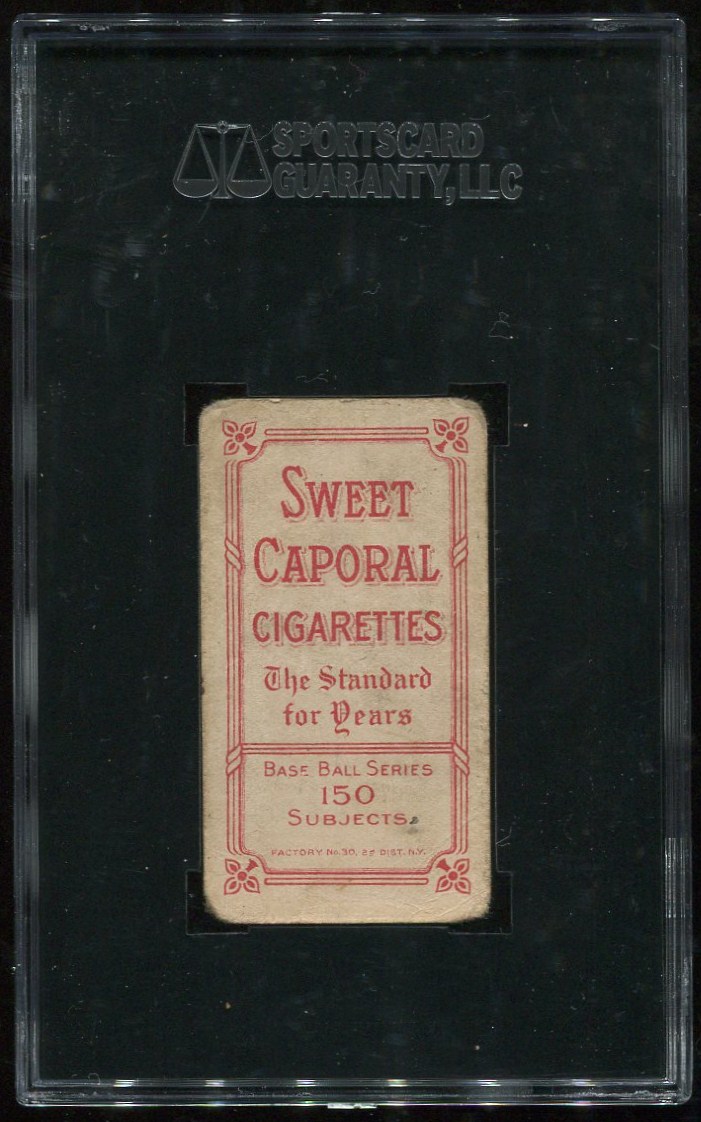 SPORTSCARD
GUARANTY, LLC
SWEET
CAPORAL
CIGARETTES
The Standard
for Years
BASE BALL SERIES
150
SUBJECTS.
FACTORY No. 30, 2d DIST. N.Y.